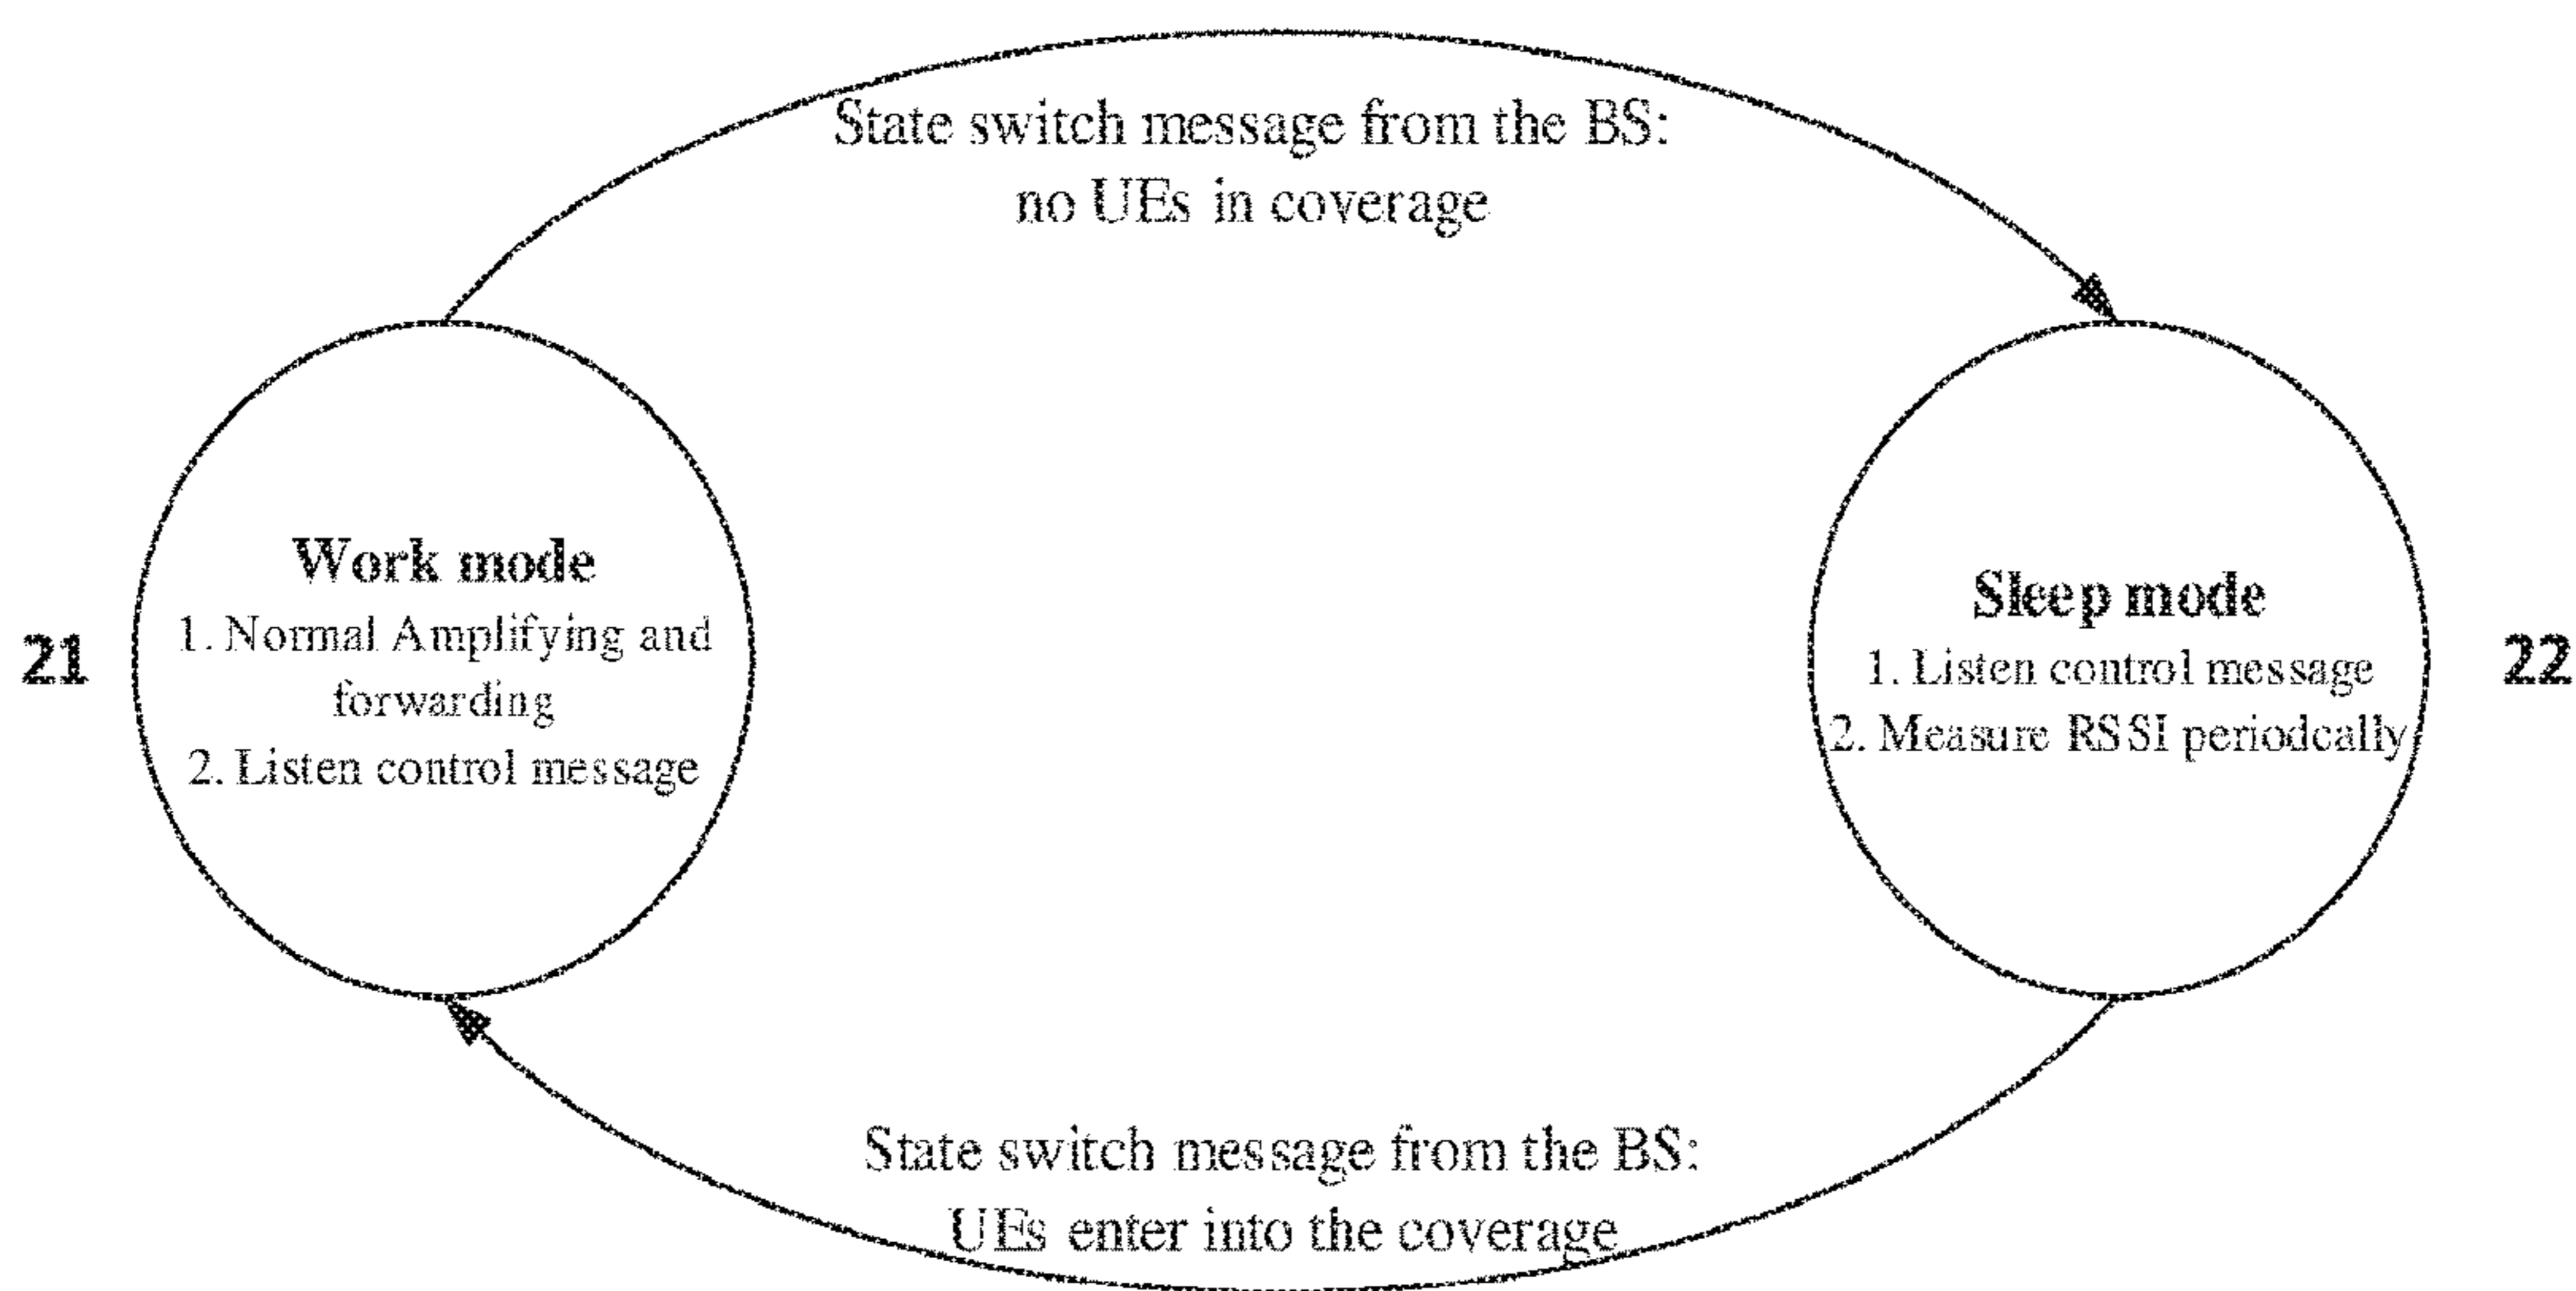 State switch message from the BS:
no UEs in coverage
Work mode
1. Normal Amplifying and
forwarding
2. Listen control message
21
Sleep mode
1. Listen control message
2. Measure RSSI periodcally
22
State switch message from the BS:
UEs enter into the coverage